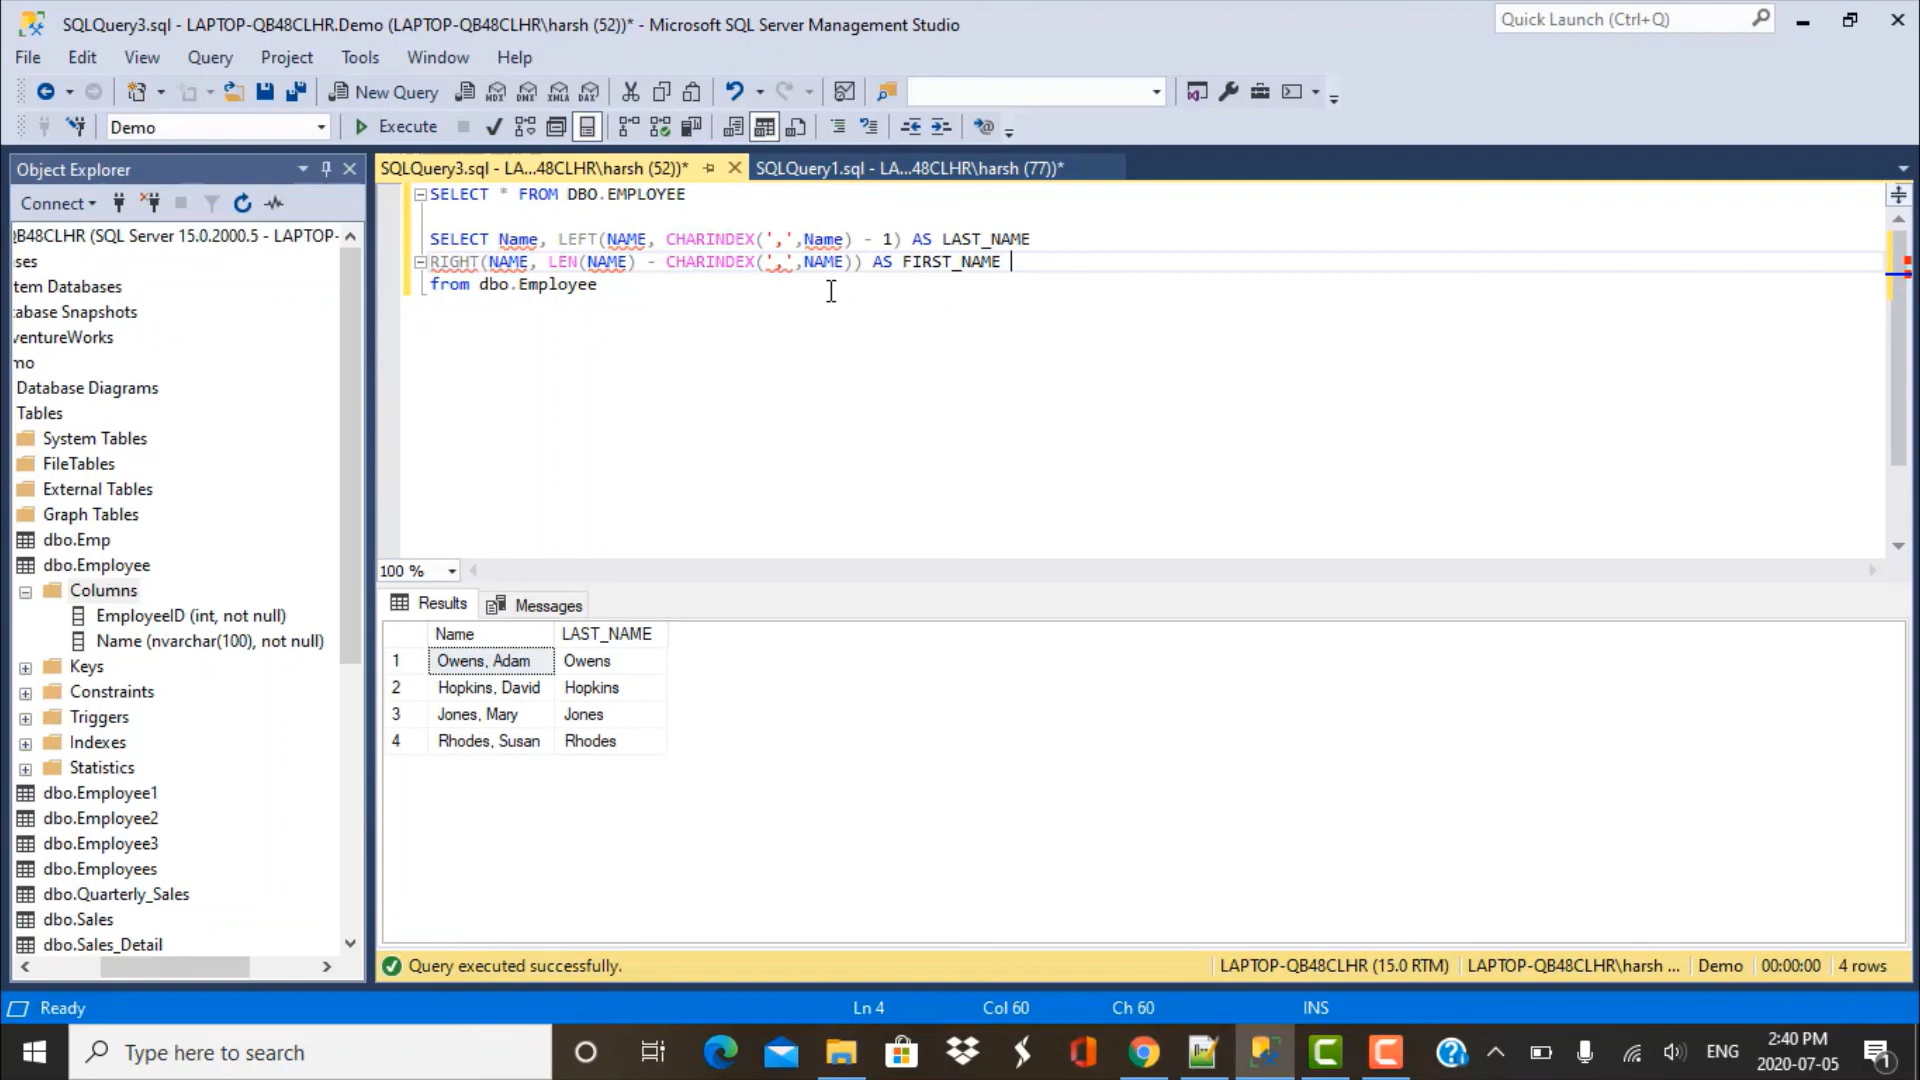 SQLQuery3.sql - LAPTOP-QB48CLHR.Demo (LAPTOP-QB48CLHR\harsh (52))* - Microsoft SQL Server Management Studio
Quick Launch (Ctrl+Q)
File Edit View Query Project Tools Window Help
New Query
MDX DMX XMLA DAX
Demo
Execute
Object Explorer
SQLQuery3.sql - LA...48CLHR\harsh (52))*
SQLQuery1.sql - LA...48CLHR\harsh (77))*
Connect
QB48CLHR (SQL Server 15.0.2000.5 - LAPTOP-
ases
tem Databases
tabase Snapshots
ventureWorks
mo
Database Diagrams
Tables
System Tables
FileTables
External Tables
Graph Tables
dbo.Emp
dbo.Employee
Columns
EmployeeID (int, not null)
Name (nvarchar(100), not null)
Keys
Constraints
Triggers
Indexes
Statistics
dbo.Employee1
dbo.Employee2
dbo.Employee3
dbo.Employees
dbo.Quarterly_Sales
dbo.Sales
dbo.Sales_Detail
SELECT * FROM DBO.EMPLOYEE
SELECT Name, LEFT(NAME, CHARINDEX(',',Name) - 1) AS LAST_NAME
RIGHT(NAME, LEN(NAME) - CHARINDEX(',',NAME)) AS FIRST_NAME
from dbo.Employee
100 %
Results Messages
Name LAST_NAME
1 Owens, Adam Owens
2 Hopkins, David Hopkins
3 Jones, Mary Jones
4 Rhodes, Susan Rhodes
Query executed successfully.
LAPTOP-QB48CLHR (15.0 RTM) LAPTOP-QB48CLHR\harsh ... Demo 00:00:00 4 rows
Ready Ln 4 Col 60 Ch 60 INS
Type here to search
ENG
2:40 PM
2020-07-05
1